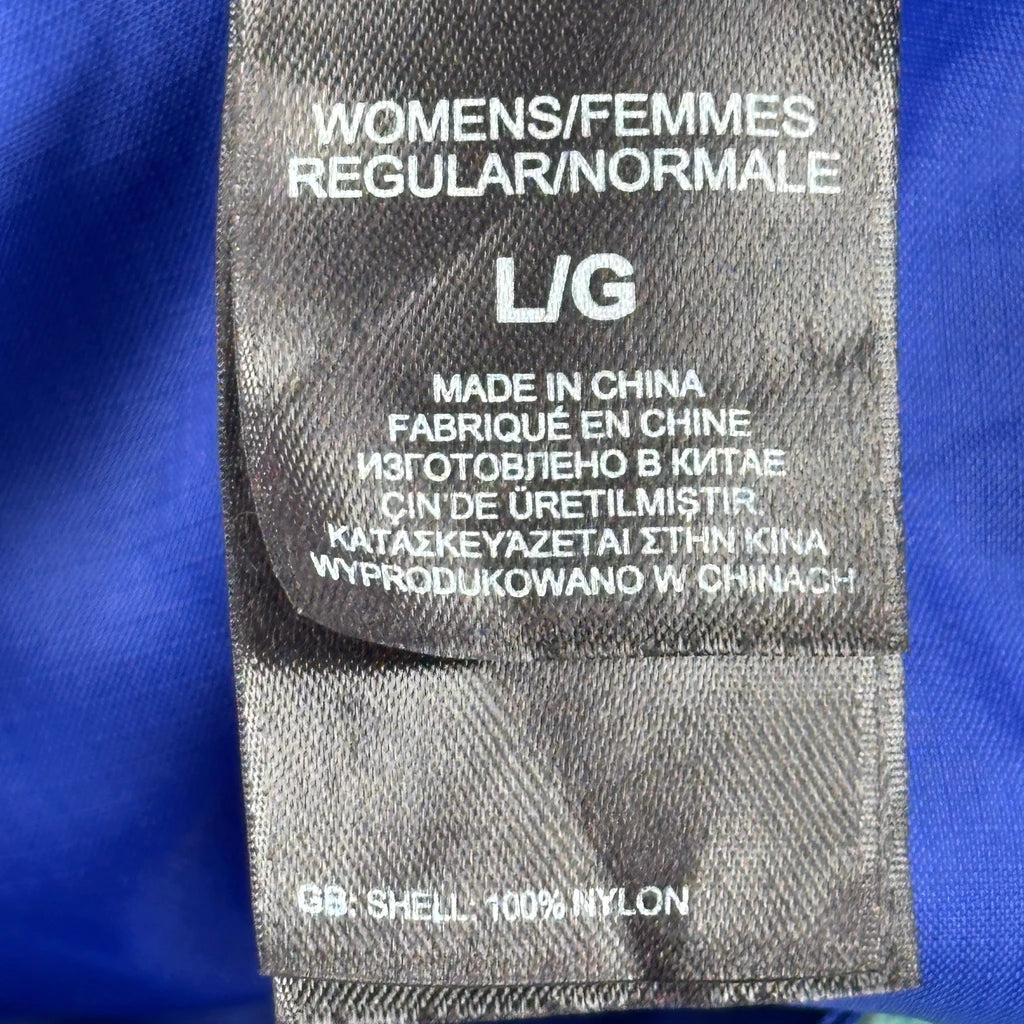 WOMENS/FEMMES
REGULAR/NORMALE
L/G
MADE IN CHINA
FABRIQUÉ EN CHINE
ИЗГОТОВЛЕНО В КИТАЕ
ÇIN'DE ÜRETILMIŞTIR
ΚΑΤΑΣΚΕΥΑΖΕΤΑΙ ΣΤΗΝ ΚΙΝΑ
WYPRODUKOWANO W CHINACH
GB: SHELL: 100% NYLON